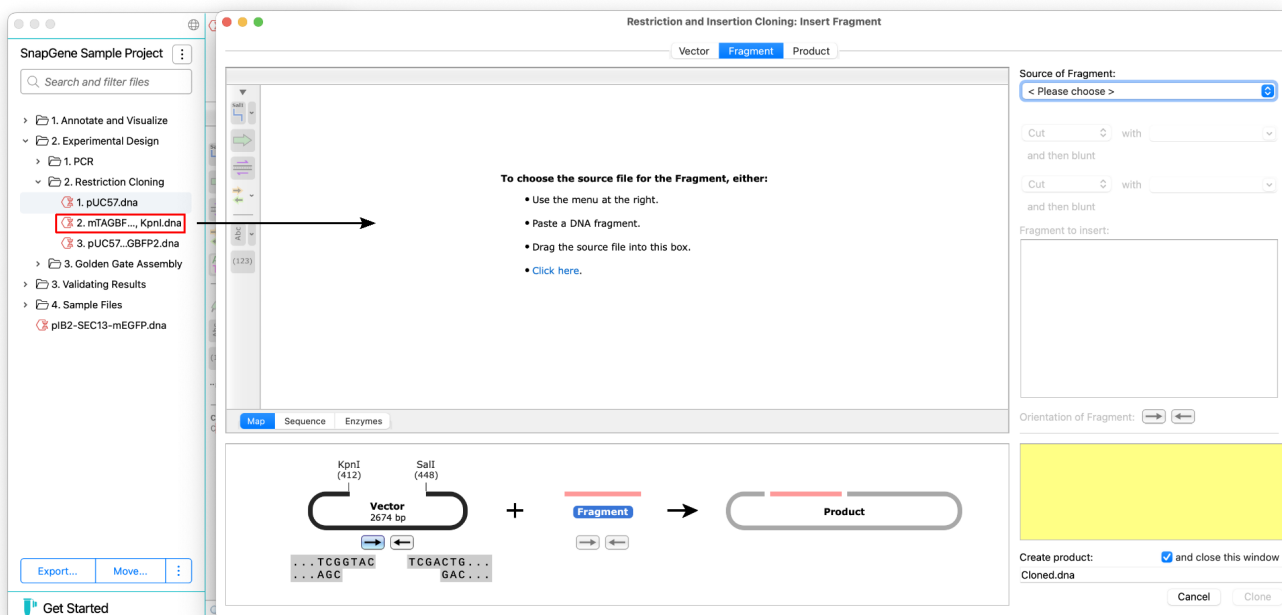 SnapGene Sample Project
Search and filter files
1. Annotate and Visualize
2. Experimental Design
1. PCR
2. Restriction Cloning
1. pUC57.dna
2. mTAGBF..., KpnI.dna
3. pUC57...GBFP2.dna
3. Golden Gate Assembly
3. Validating Results
4. Sample Files
pIB2-SEC13-mEGFP.dna
Export...
Move...
Get Started
Restriction and Insertion Cloning: Insert Fragment
Vector
Fragment
Product
SalI
Abc
(123)
To choose the source file for the Fragment, either:
• Use the menu at the right.
• Paste a DNA fragment.
• Drag the source file into this box.
• Click here.
Map
Sequence
Enzymes
Source of Fragment:
< Please choose >
Cut
with
and then blunt
Cut
with
and then blunt
Fragment to insert:
Orientation of Fragment:
KpnI
(412)
SalI
(448)
Vector
2674 bp
...TCGGTAC
...AGC
TCGACTG...
GAC...
+
Fragment
Product
Create product:
and close this window
Cloned.dna
Cancel
Clone